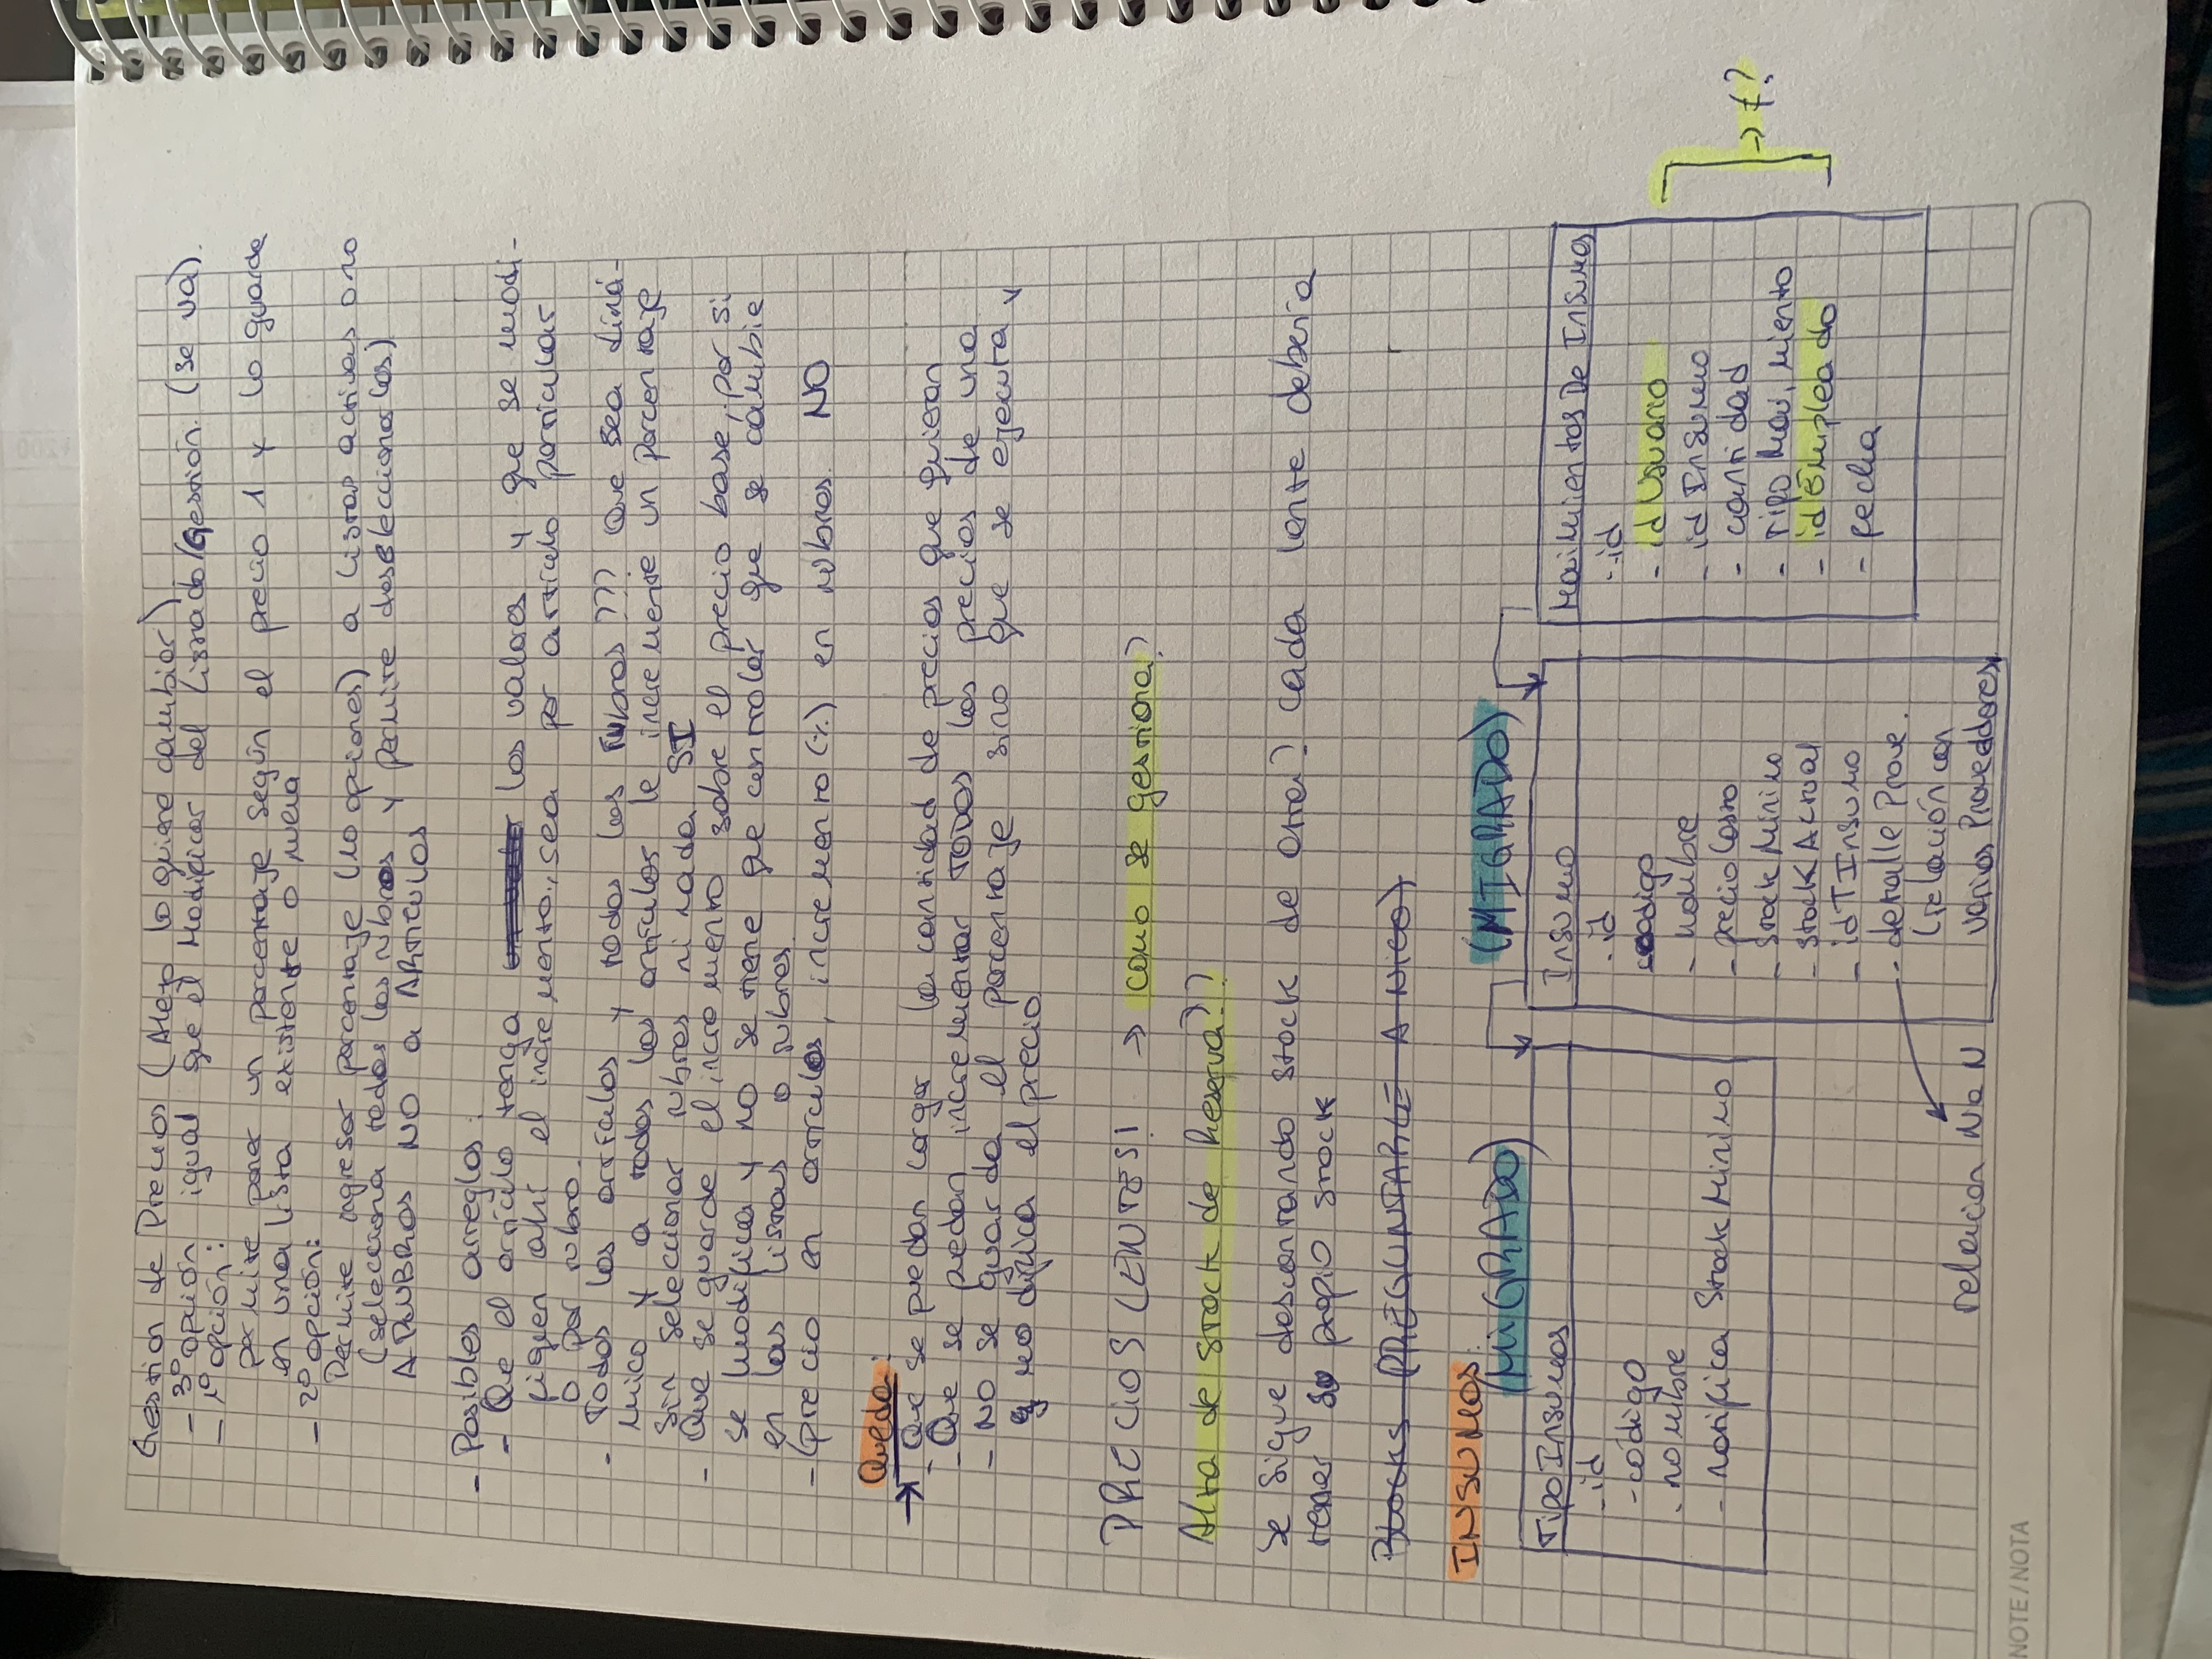 Gestion de Precios (Alejo lo quiere cambiar)
- 3º opción igual que el Modificar del Listado/Gestión. (se va).
- 1º opción:
permite poner un porcentaje según el precio 1 y lo guarda
en una lista existente o nueva
- 2º opción:
Permite ingresar porcentaje (10 opciones) a listas activas o no
(selecciona todos los rubros y permite deseleccionarlos)
A RUBROS NO a ARTICULOS
- Posibles arreglos:
- Que el artículo tenga los valores y que se modi-
fiquen ahí el incremento, sea por artículo particular
o por rubro.
- Todos los artículos y todos los rubros??? Que sea diná-
mico y a todos los artículos le incremente un porcentaje
sin seleccionar rubros ni nada SI
- Que se guarde el incremento sobre el precio base, por si
se modifica y no se tiene que controlar que se cambie
en las listas o rubros.
- (precio en artículos, incremento (%) en rubros. NO
Queda:
→ Que se puedan cargar la cantidad de precios que quieran
- Que se puedan incrementar TODOS los precios de una
- NO se guarda el porcentaje sino que se ejecuta y
y modifica el precio
PRECIOS LENTES! → como se gestiona?
Alta de stock de Reserva??
Se sigue descontando stock de otra? cada lente debería
tener su propio stock
Blocks (PREGUNTARLE A Nico)
INSUMOS:
(MIGRADO) (MIGRADO)
Tipo Insumos
- id
- código
- nombre
- notifica Stock Minimo
Insumo
- id
codigo
- nombre
- precio Costo
- Stock Minimo
- Stock Actual
- idTInsumo
- detalle Prove.
(relación con
varios Proveedores)
relacion N a N
Movimientos De Insumos
- id
- id Usuario
- id Insumo
- cantidad
- Tipo Movimiento
- id Empleado
- fecha
→ ≠?
NOTE/NOTA